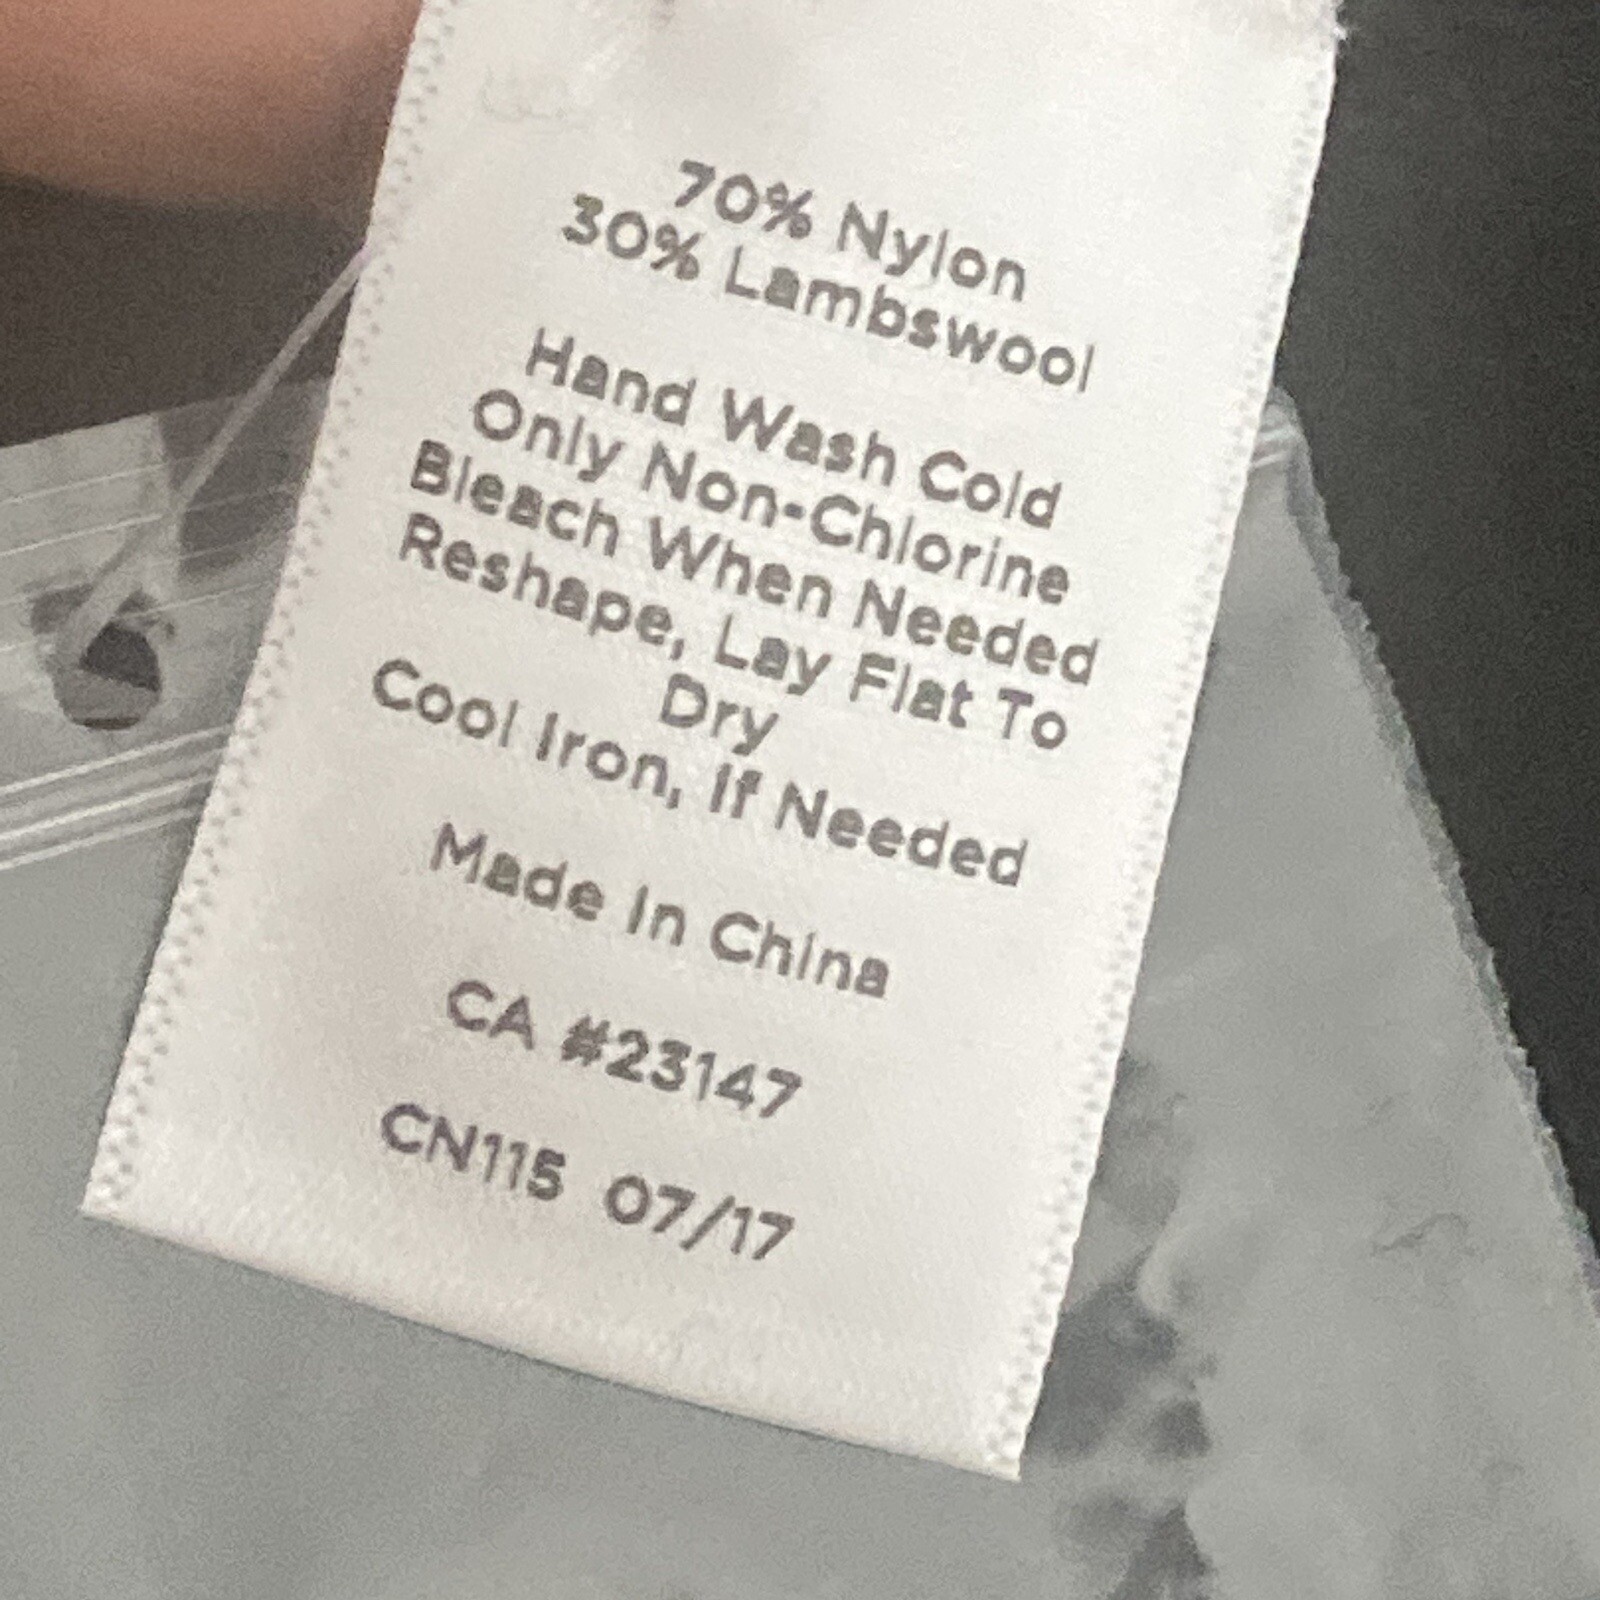 70% Nylon
30% Lambswool
Hand Wash Cold
Only Non-Chlorine
Bleach When Needed
Reshape, Lay Flat To
Dry
Cool Iron, If Needed
Made In China
CA #23147
CN115 07/17